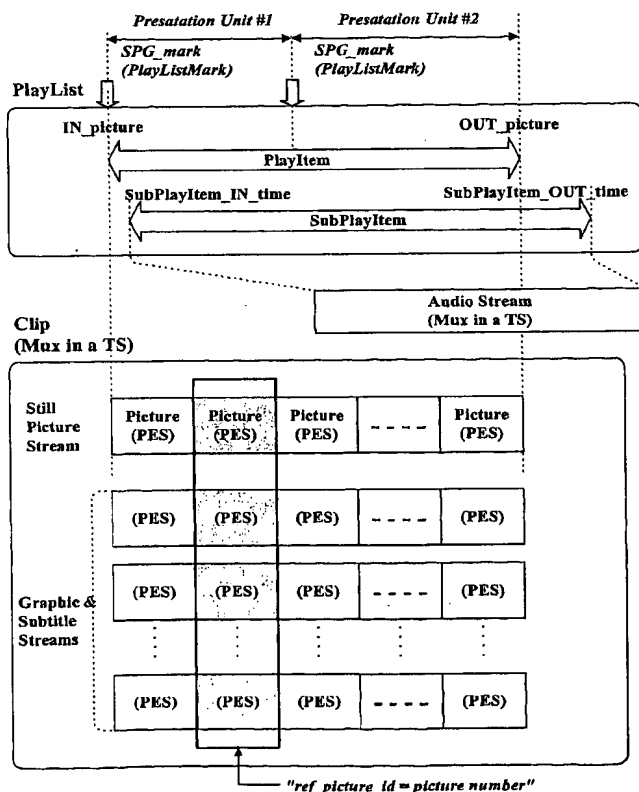 Presatation Unit #1 Presatation Unit #2
SPG_mark SPG_mark
(PlayListMark) (PlayListMark)
PlayList
IN_picture OUT_picture
PlayItem
SubPlayItem_IN_time SubPlayItem_OUT_time
SubPlayItem
Audio Stream
(Mux in a TS)
Clip
(Mux in a TS)
Still
Picture
Stream
Picture Picture Picture Picture
(PES) (PES) (PES) ---- (PES)
(PES) (PES) (PES) ---- (PES)
Graphic &
Subtitle
Streams
(PES) (PES) (PES) ---- (PES)
(PES) (PES) (PES) ---- (PES)
"ref_picture_id = picture number"